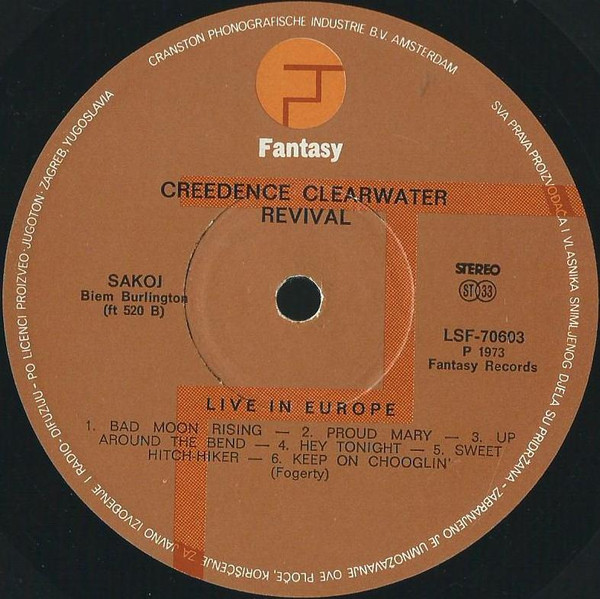 CRANSTON PHONOGRAFISCHE INDUSTRIE B.V. AMSTERDAM
Fantasy
CREEDENCE CLEARWATER
REVIVAL
SAKOJ
Biem Burlington
(ft 520 B)
STEREO
ST 33
LSF-70603
P 1973
Fantasy Records
LIVE IN EUROPE
1. BAD MOON RISING — 2. PROUD MARY — 3. UP
AROUND THE BEND — 4. HEY TONIGHT — 5. SWEET
HITCH-HIKER — 6. KEEP ON CHOOGLIN'
(Fogerty)
SVA PRAVA PROIZVOĐAČA I VLASNIKA SNIMLJENOG DJELA SU PRIDRŽANA - ZABRANJENO JE UMNOŽAVANJE OVE PLOČE, KORIŠĆENJE ZA JAVNO IZVOĐENJE I RADIO-DIFUZIJU - PO LICENCI PROIZVEO: JUGOTON - ZAGREB, YUGOSLAVIA